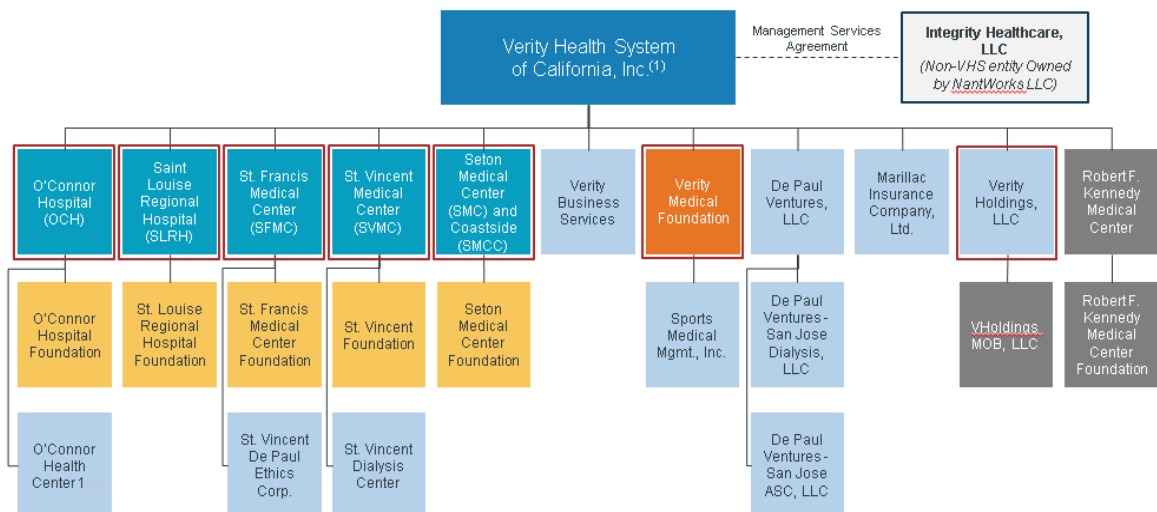 Verity Health System
of California, Inc.(1)
Management Services
Agreement
Integrity Healthcare,
LLC
(Non-VHS entity Owned
by NantWorks LLC)
O'Connor
Hospital
(OCH)
Saint
Louise
Regional
Hospital
(SLRH)
St. Francis
Medical
Center
(SFMC)
St. Vincent
Medical
Center
(SVMC)
Seton
Medical
Center
(SMC) and
Coastside
(SMCC)
Verity
Business
Services
Verity
Medical
Foundation
De Paul
Ventures,
LLC
Marillac
Insurance
Company,
Ltd.
Verity
Holdings,
LLC
Robert F.
Kennedy
Medical
Center
O'Connor
Hospital
Foundation
St. Louise
Regional
Hospital
Foundation
St. Francis
Medical
Center
Foundation
St. Vincent
Foundation
Seton
Medical
Center
Foundation
Sports
Medical
Mgmt., Inc.
De Paul
Ventures-
San Jose
Dialysis,
LLC
VHoldings
MOB, LLC
Robert F.
Kennedy
Medical
Center
Foundation
O'Connor
Health
Center 1
St. Vincent
De Paul
Ethics
Corp.
St. Vincent
Dialysis
Center
De Paul
Ventures-
San Jose
ASC, LLC